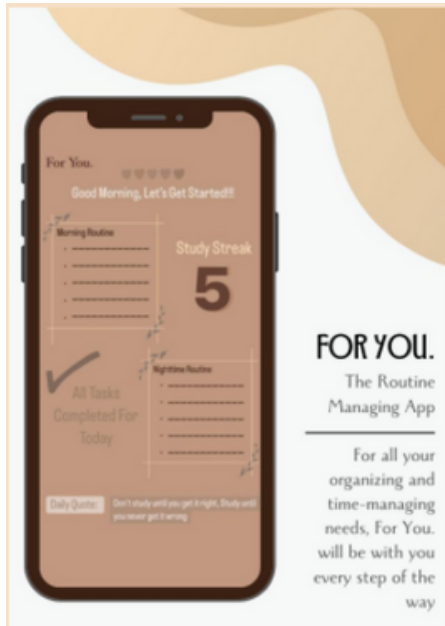 For You.
Good Morning, Let's Get Started!!!
Morning Routine
Study Streak
5
All Tasks
Completed For
Today
Nighttime Routine
Daily Quote:
Don't study until you get it right, Study until
you never get it wrong
FOR YOU.
The Routine
Managing App
For all your
organizing and
time-managing
needs, For You.
will be with you
every step of the
way